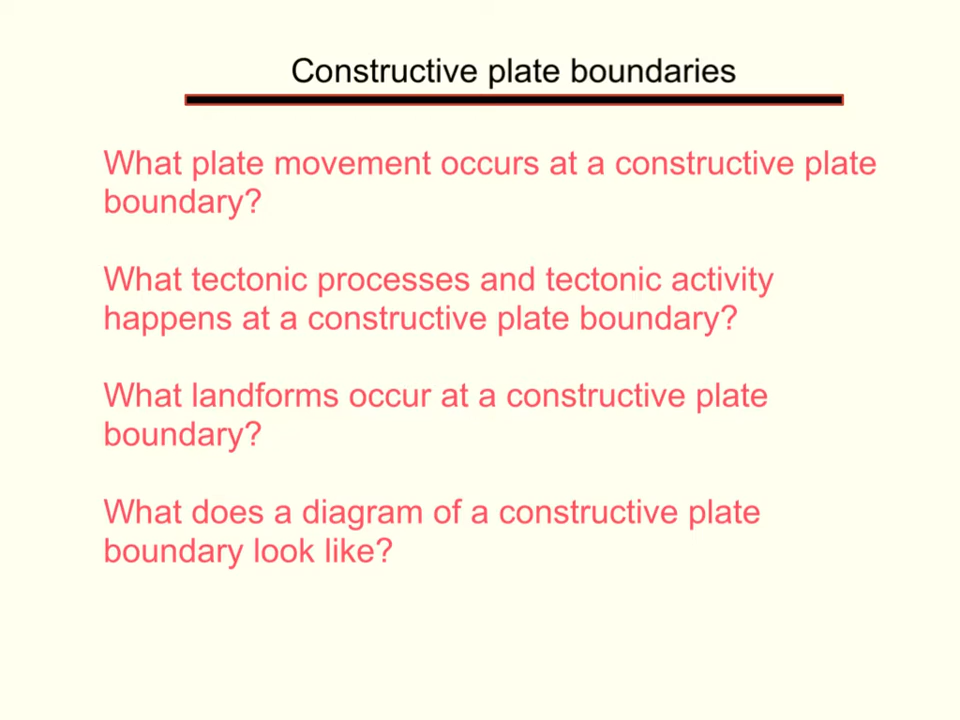 Constructive plate boundaries
What plate movement occurs at a constructive plate
boundary?
What tectonic processes and tectonic activity
happens at a constructive plate boundary?
What landforms occur at a constructive plate
boundary?
What does a diagram of a constructive plate
boundary look like?